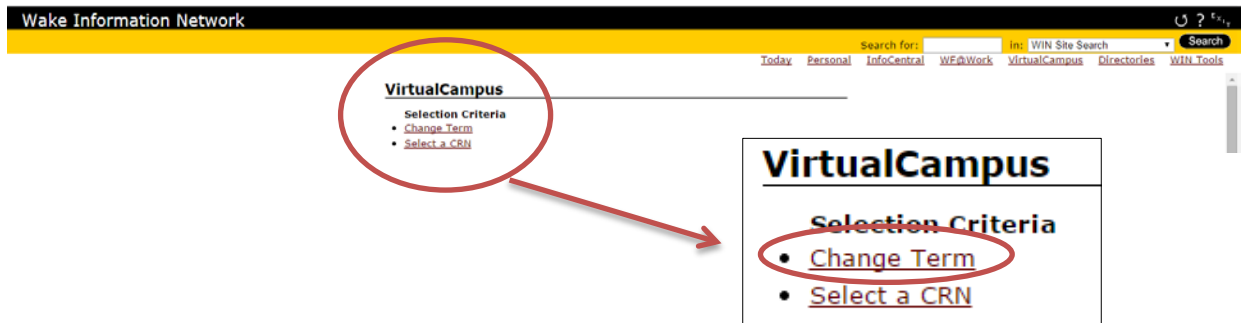 Wake Information Network
Exit
Search for: in: WIN Site Search Search
Today Personal InfoCentral WF@Work VirtualCampus Directories WIN Tools
VirtualCampus
Selection Criteria
• Change Term
• Select a CRN
VirtualCampus
Selection Criteria
• Change Term
• Select a CRN